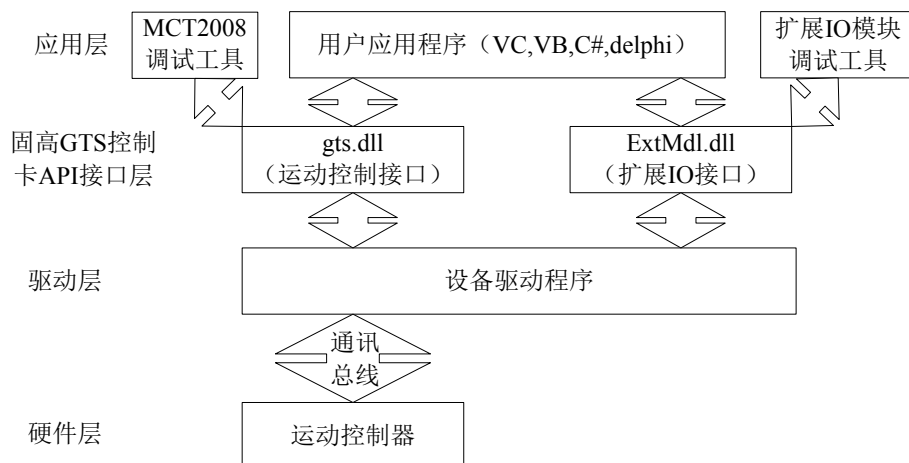 应用层
MCT2008
调试工具
用户应用程序（VC,VB,C#,delphi）
扩展IO模块
调试工具
固高GTS控制
卡API接口层
gts.dll
（运动控制接口）
ExtMdl.dll
（扩展IO接口）
驱动层
设备驱动程序
通讯
总线
硬件层
运动控制器